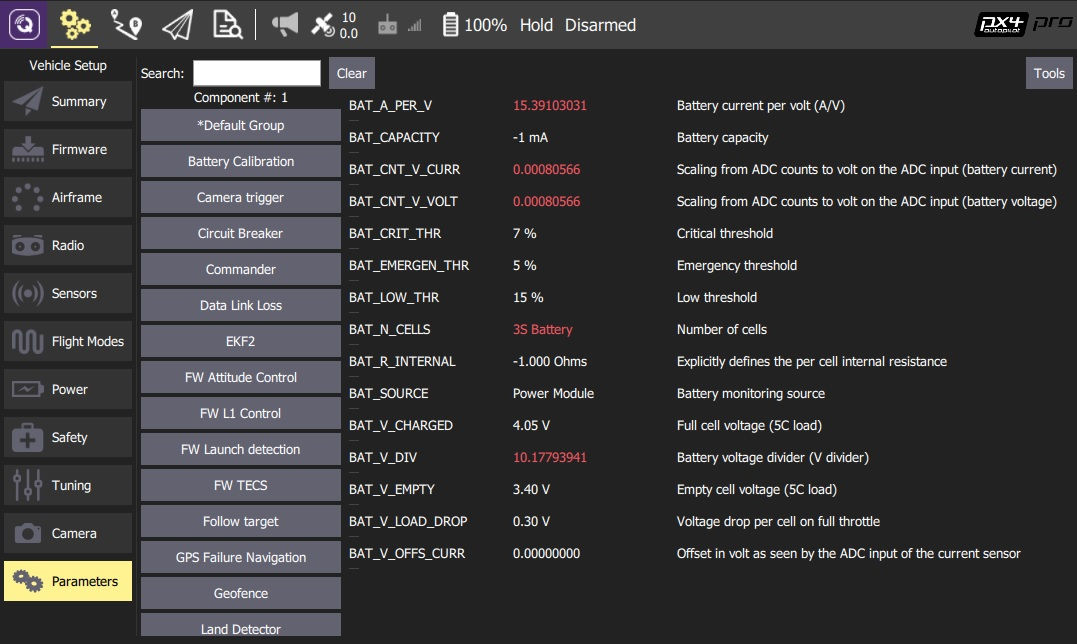 10
0.0
100% Hold Disarmed
px4 pro
autopilot
Vehicle Setup
Summary
Firmware
Airframe
Radio
Sensors
Flight Modes
Power
Safety
Tuning
Camera
Parameters
Search: Clear Tools
Component #: 1
*Default Group
Battery Calibration
Camera trigger
Circuit Breaker
Commander
Data Link Loss
EKF2
FW Attitude Control
FW L1 Control
FW Launch detection
FW TECS
Follow target
GPS Failure Navigation
Geofence
Land Detector
BAT_A_PER_V 15.39103031 Battery current per volt (A/V)
BAT_CAPACITY -1 mA Battery capacity
BAT_CNT_V_CURR 0.00080566 Scaling from ADC counts to volt on the ADC input (battery current)
BAT_CNT_V_VOLT 0.00080566 Scaling from ADC counts to volt on the ADC input (battery voltage)
BAT_CRIT_THR 7 % Critical threshold
BAT_EMERGEN_THR 5 % Emergency threshold
BAT_LOW_THR 15 % Low threshold
BAT_N_CELLS 3S Battery Number of cells
BAT_R_INTERNAL -1.000 Ohms Explicitly defines the per cell internal resistance
BAT_SOURCE Power Module Battery monitoring source
BAT_V_CHARGED 4.05 V Full cell voltage (5C load)
BAT_V_DIV 10.17793941 Battery voltage divider (V divider)
BAT_V_EMPTY 3.40 V Empty cell voltage (5C load)
BAT_V_LOAD_DROP 0.30 V Voltage drop per cell on full throttle
BAT_V_OFFS_CURR 0.00000000 Offset in volt as seen by the ADC input of the current sensor